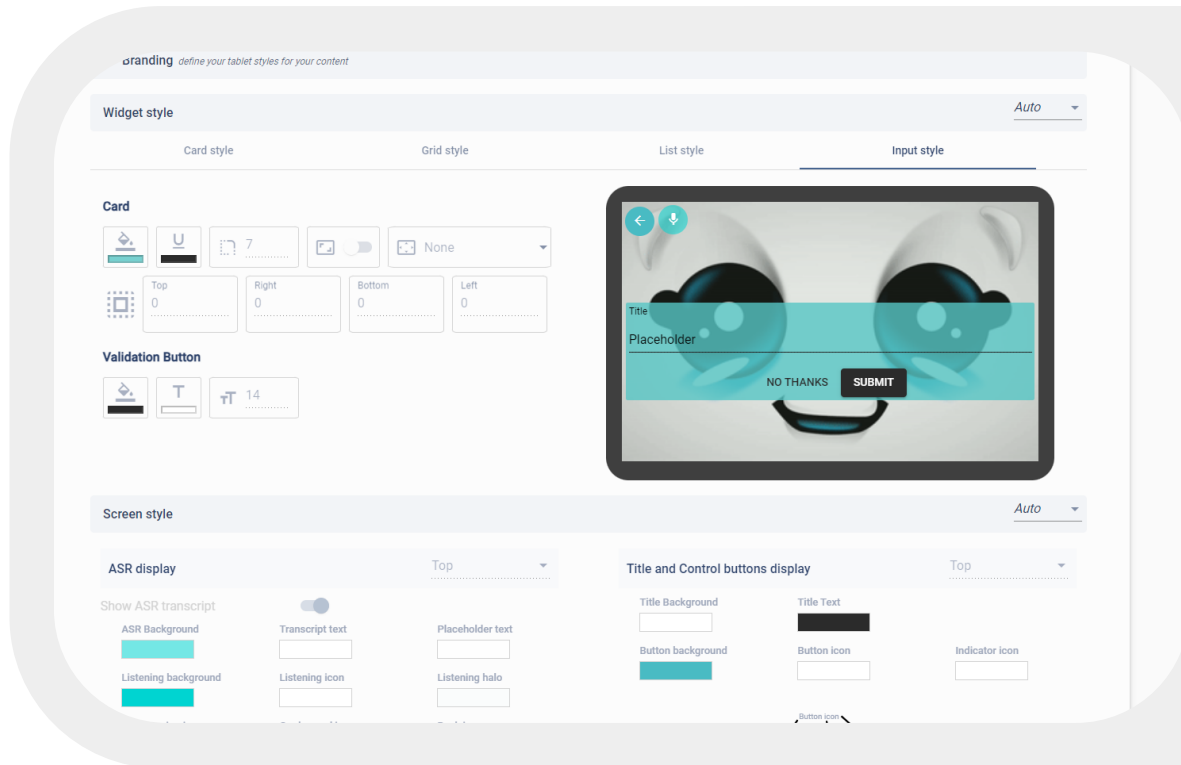 Branding define your tablet styles for your content
Widget style
Auto
Card style
Grid style
List style
Input style
Card
U
7
None
Top
0
Right
0
Bottom
0
Left
0
Title
Placeholder
NO THANKS
SUBMIT
Validation Button
T
TT
14
Screen style
Auto
ASR display
Top
Title and Control buttons display
Top
Show ASR transcript
Title Background
Title Text
ASR Background
Transcript text
Placeholder text
Button background
Button icon
Indicator icon
Listening background
Listening icon
Listening halo
Button icon